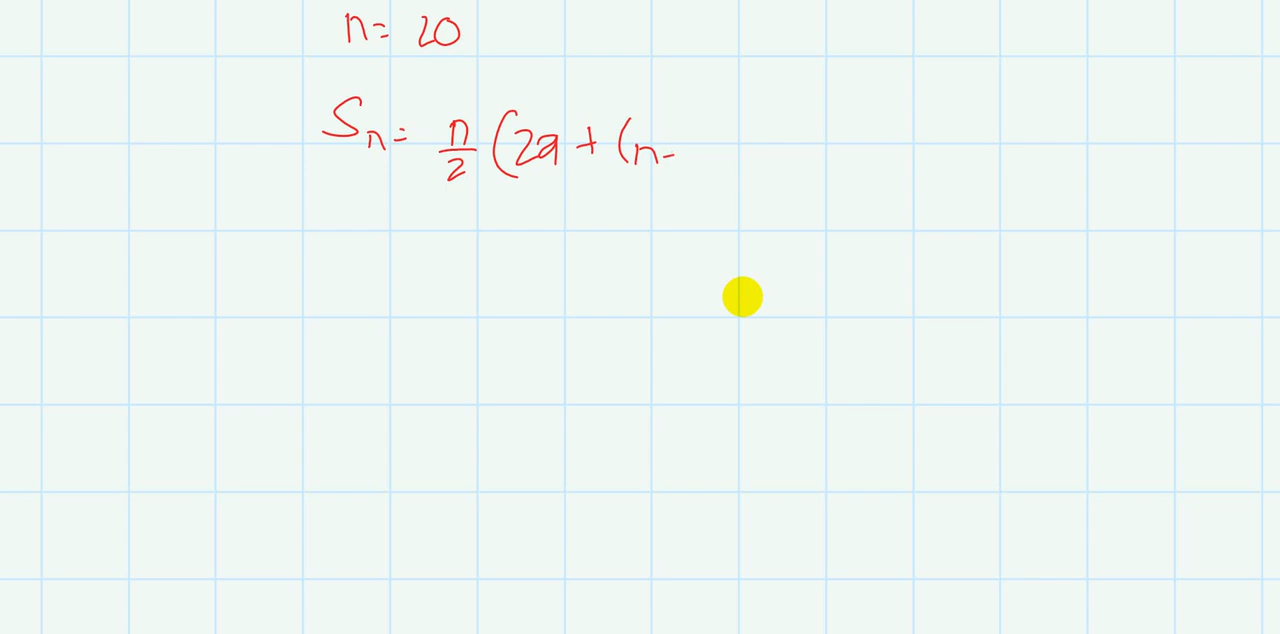 n= 20
Sn= n/2 (2a + (n-